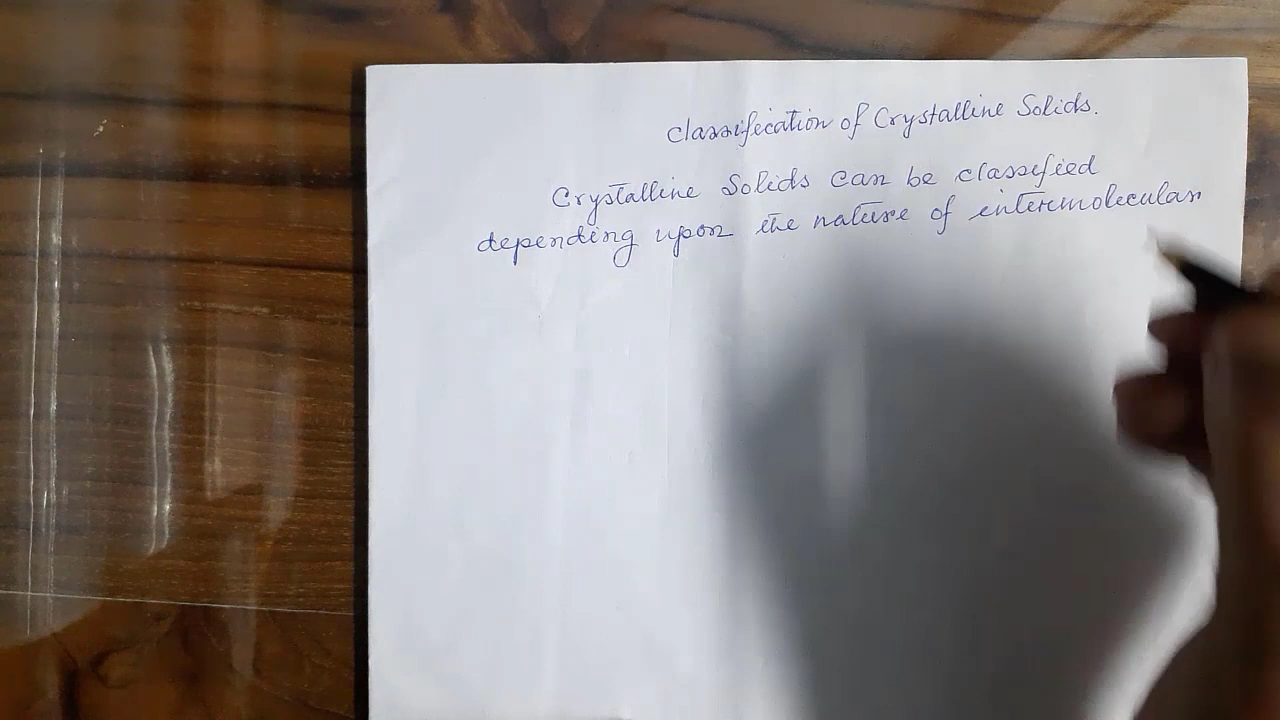 Classification of Crystalline Solids.
Crystalline Solids can be classified
depending upon the nature of intermolecular